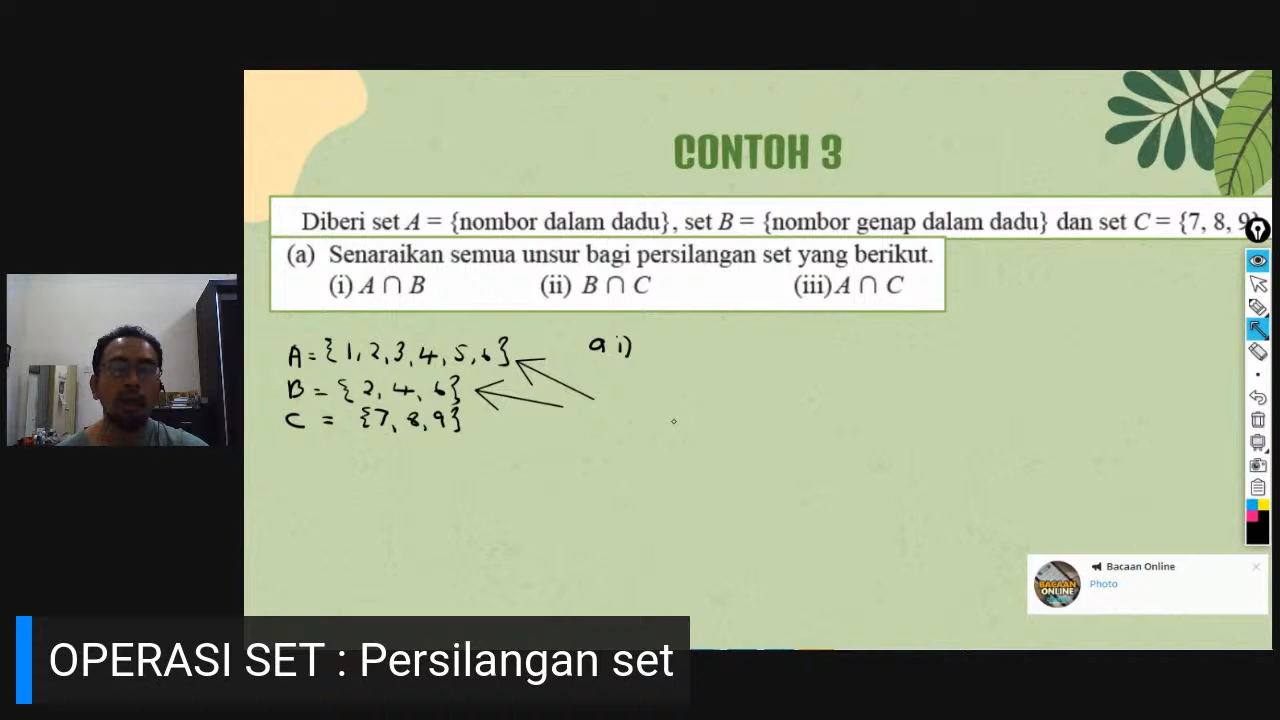 CONTOH 3
Diberi set A = {nombor dalam dadu}, set B = {nombor genap dalam dadu} dan set C = {7, 8, 9}
(a) Senaraikan semua unsur bagi persilangan set yang berikut.
(i) A ∩ B (ii) B ∩ C (iii) A ∩ C
A = { 1, 2, 3, 4, 5, 6 } a i)
B = { 2, 4, 6 }
C = {7, 8, 9}
Bacaan Online
Photo
BACAAN
ONLINE
OPERASI SET : Persilangan set